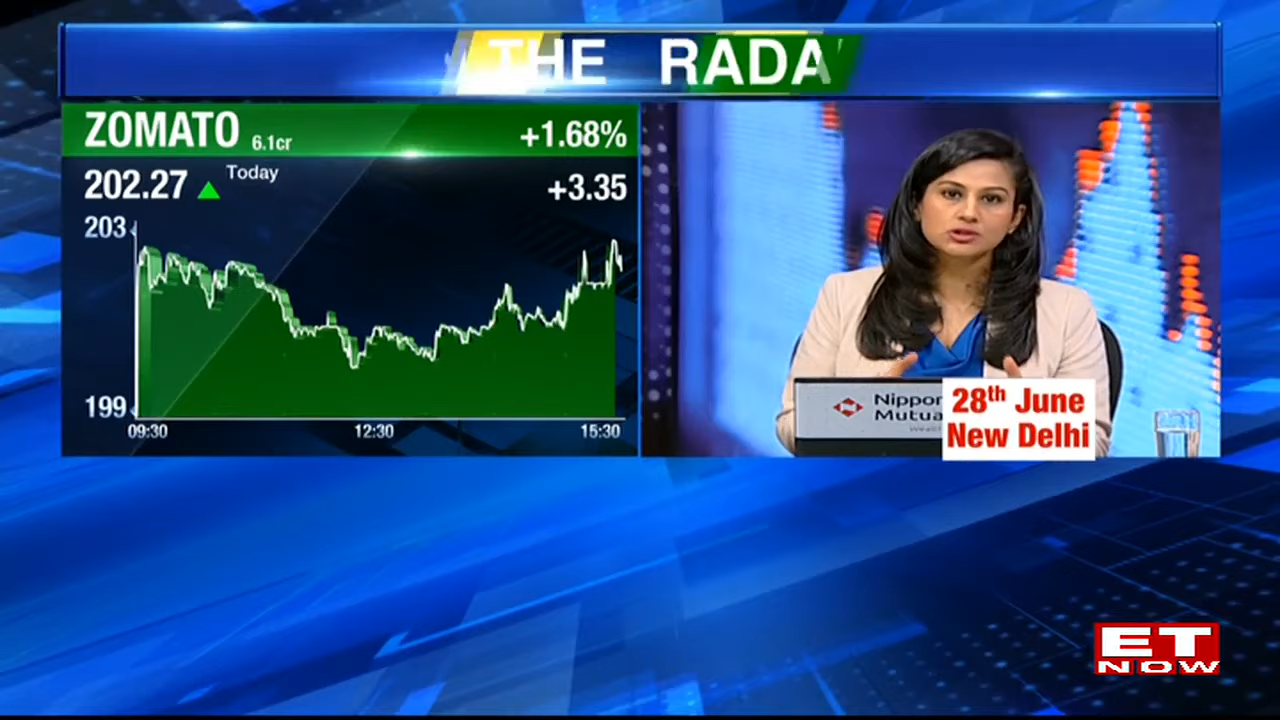 THE RADA
ZOMATO 6.1cr +1.68%
202.27 Today +3.35
203
199
09:30 12:30 15:30
Nippon
Mutua
28th June
New Delhi
ET
NOW